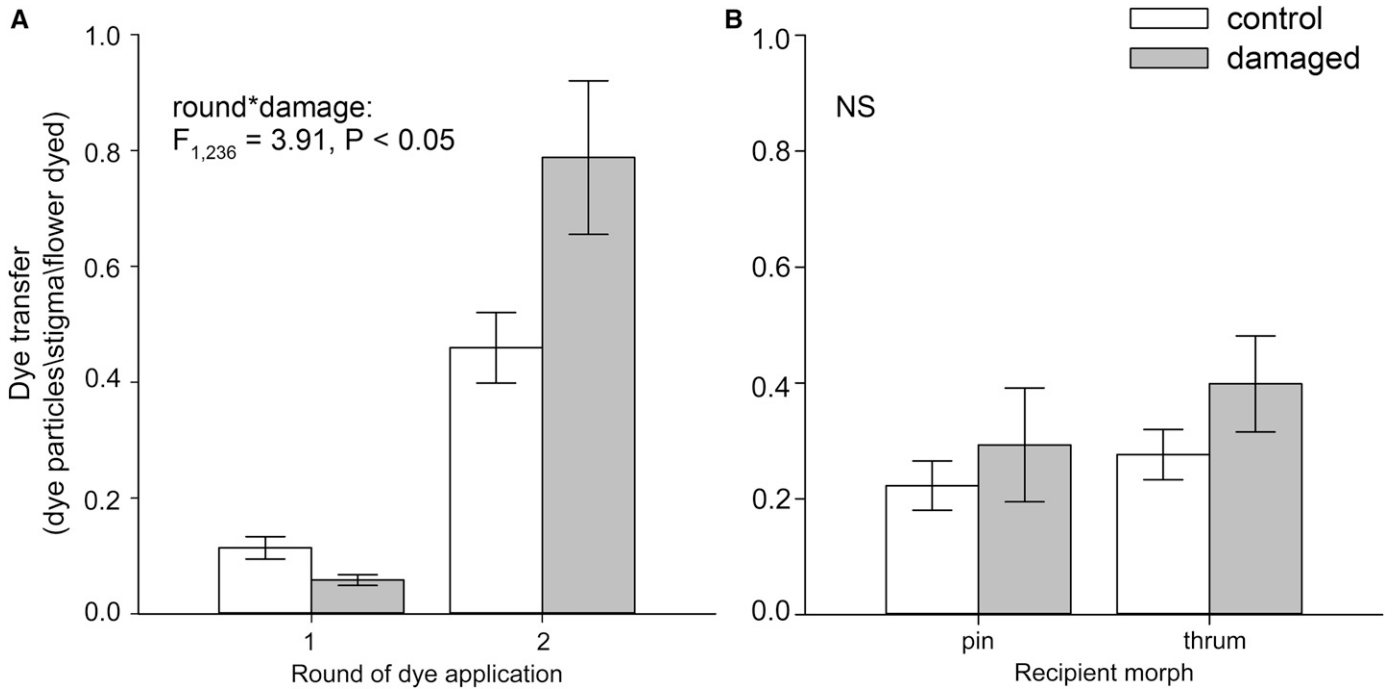 A
Dye transfer
(dye particles\stigma\flower dyed)
1.0
0.8
0.6
0.4
0.2
0.0
round*damage:
F1,236 = 3.91, P < 0.05
1
2
Round of dye application
B
control
damaged
1.0
0.8
0.6
0.4
0.2
0.0
NS
pin
thrum
Recipient morph